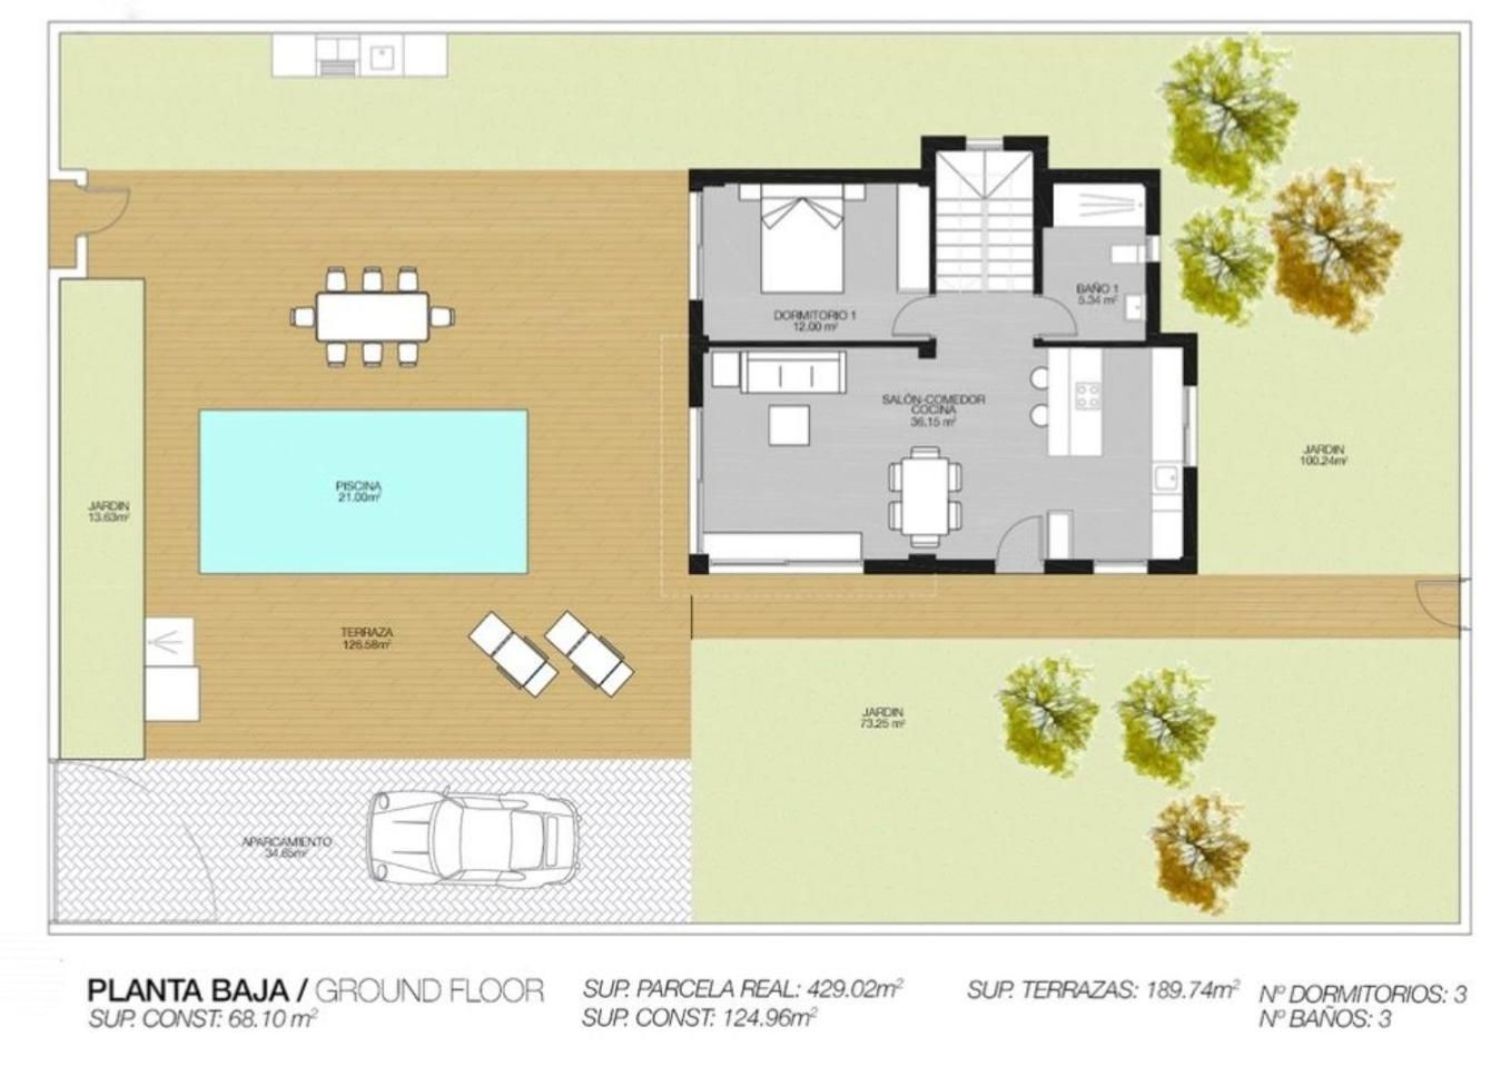 DORMITORIO 1
12.00 m²
BAÑO 1
5.34 m²
SALÓN-COMEDOR
COCINA
36.15 m²
JARDIN
100.24m²
PISCINA
21.00m²
JARDIN
13.63m²
TERRAZA
126.58m²
JARDIN
73.25 m²
APARCAMIENTO
34.65m²
PLANTA BAJA / GROUND FLOOR
SUP. CONST: 68.10 m²
SUP. PARCELA REAL: 429.02m²
SUP. CONST: 124.96m²
SUP. TERRAZAS: 189.74m²
Nº DORMITORIOS: 3
Nº BAÑOS: 3